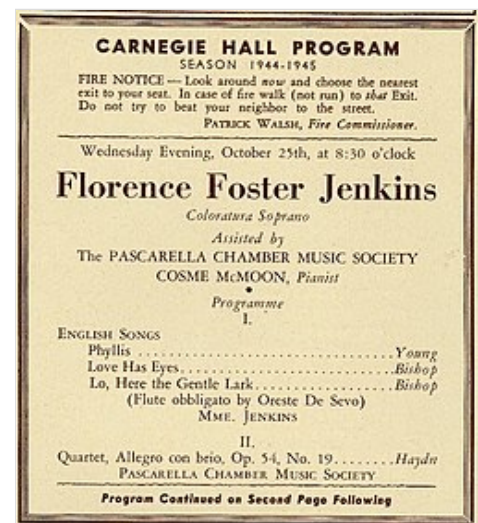 CARNEGIE HALL PROGRAM
SEASON 1944-1945
FIRE NOTICE — Look around now and choose the nearest
exit to your seat. In case of fire walk (not run) to that Exit.
Do not try to beat your neighbor to the street.
PATRICK WALSH, Fire Commissioner.
Wednesday Evening, October 25th, at 8:30 o'clock
Florence Foster Jenkins
Coloratura Soprano
Assisted by
The PASCARELLA CHAMBER MUSIC SOCIETY
COSME McMOON, Pianist
Programme
I.
ENGLISH SONGS
Phyllis ................................Young
Love Has Eyes...........................Bishop
Lo, Here the Gentle Lark.................Bishop
(Flute obbligato by Oreste De Sevo)
MME. JENKINS
II.
Quartet, Allegro con brio, Op. 54, No. 19........Haydn
PASCARELLA CHAMBER MUSIC SOCIETY
Program Continued on Second Page Following